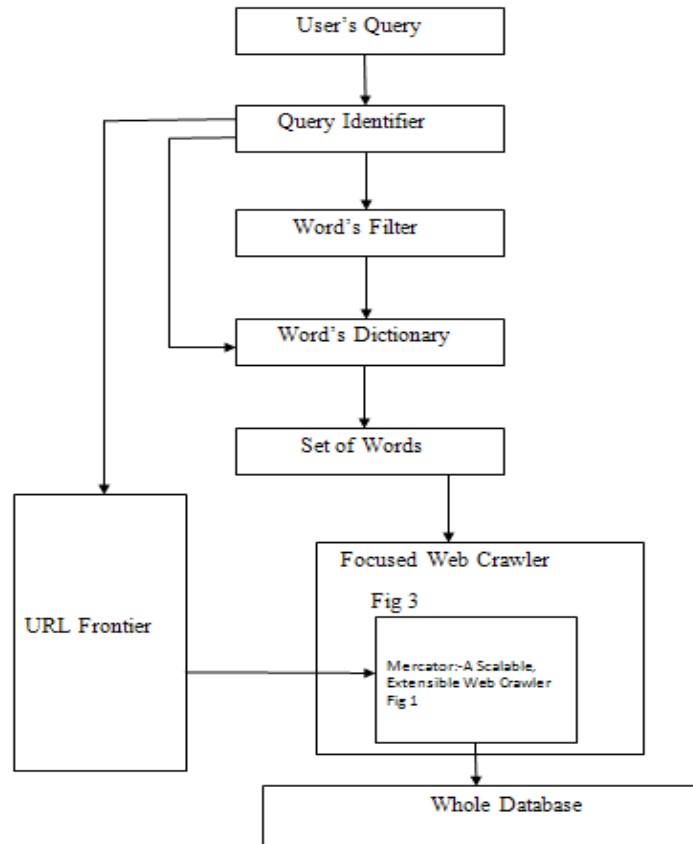 User's Query
Query Identifier
Word's Filter
Word's Dictionary
Set of Words
Focused Web Crawler
Fig 3
URL Frontier
Mercator:-A Scalable,
Extensible Web Crawler
Fig 1
Whole Database